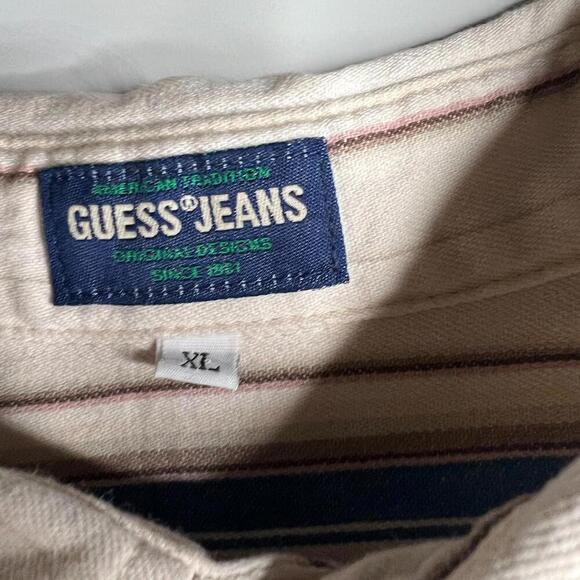 AMERICAN TRADITION
GUESS® JEANS
ORIGINAL DESIGNS
SINCE 1981
XL